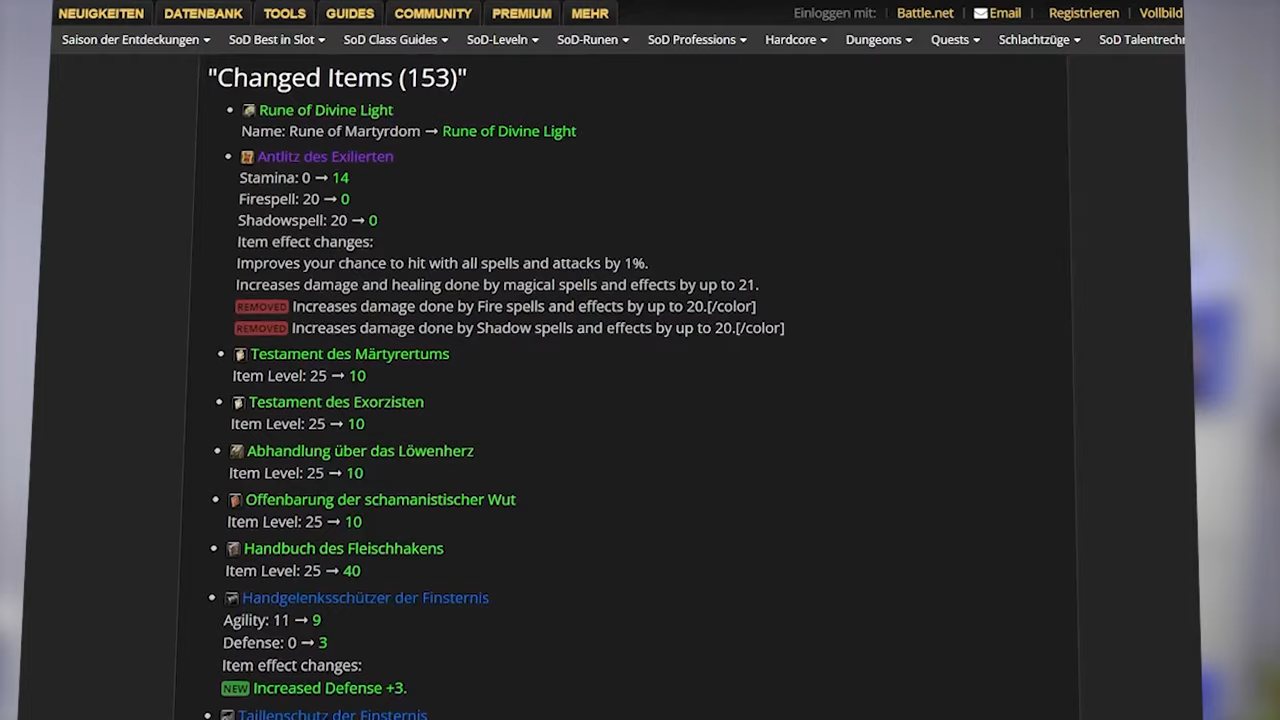 NEUIGKEITEN DATENBANK TOOLS GUIDES COMMUNITY PREMIUM MEHR Einloggen mit: Battle.net Email Registrieren Vollbild
Saison der Entdeckungen SoD Best in Slot SoD Class Guides SoD-Leveln SoD-Runen SoD Professions Hardcore Dungeons Quests Schlachtzüge SoD Talentrechn
"Changed Items (153)"
• Rune of Divine Light
Name: Rune of Martyrdom → Rune of Divine Light
• Antlitz des Exilierten
Stamina: 0 → 14
Firespell: 20 → 0
Shadowspell: 20 → 0
Item effect changes:
Improves your chance to hit with all spells and attacks by 1%.
Increases damage and healing done by magical spells and effects by up to 21.
REMOVED Increases damage done by Fire spells and effects by up to 20.[/color]
REMOVED Increases damage done by Shadow spells and effects by up to 20.[/color]
• Testament des Märtyrertums
Item Level: 25 → 10
• Testament des Exorzisten
Item Level: 25 → 10
• Abhandlung über das Löwenherz
Item Level: 25 → 10
• Offenbarung der schamanistischer Wut
Item Level: 25 → 10
• Handbuch des Fleischhakens
Item Level: 25 → 40
• Handgelenksschützer der Finsternis
Agility: 11 → 9
Defense: 0 → 3
Item effect changes:
NEW Increased Defense +3.
• Taillenschutz der Finsternis